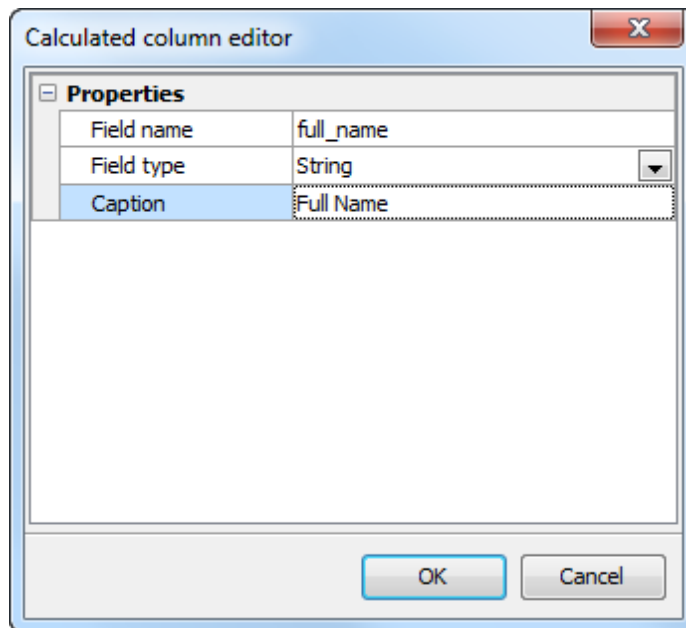 Calculated column editor
Properties
Field name full_name
Field type String
Caption Full Name
OK Cancel